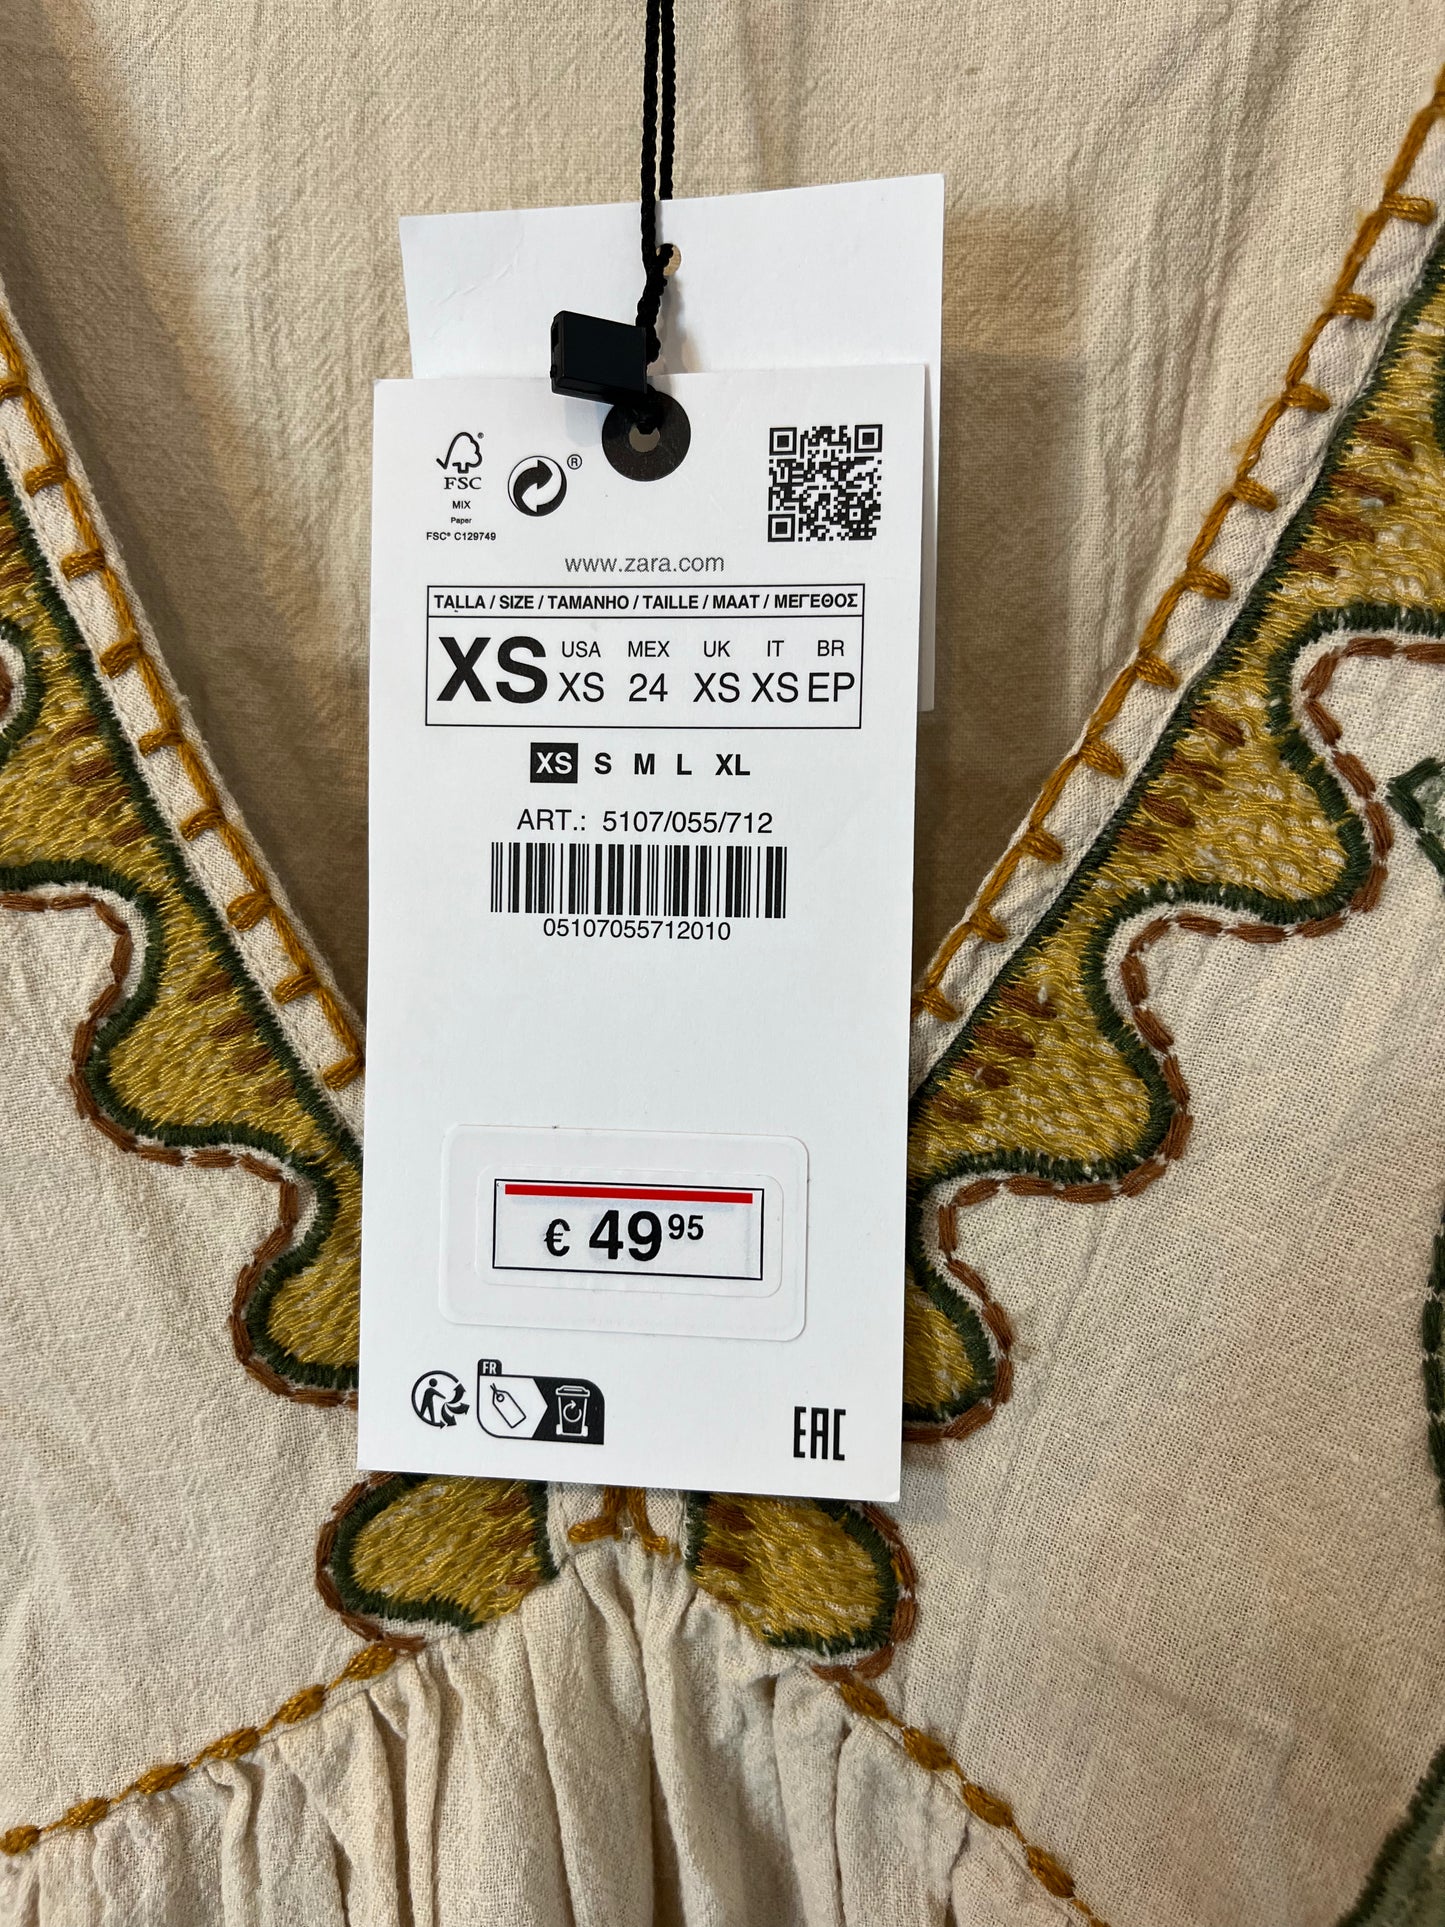 FSC®
MIX
Paper
FSC® C129749
®
www.zara.com
TALLA / SIZE / TAMANHO / TAILLE / MAAT / ΜΕΓΕΘΟΣ
XS USA MEX UK IT BR
XS 24 XS XS EP
XS S M L XL
ART.: 5107/055/712
05107055712010
€ 49 95
FR
EAC